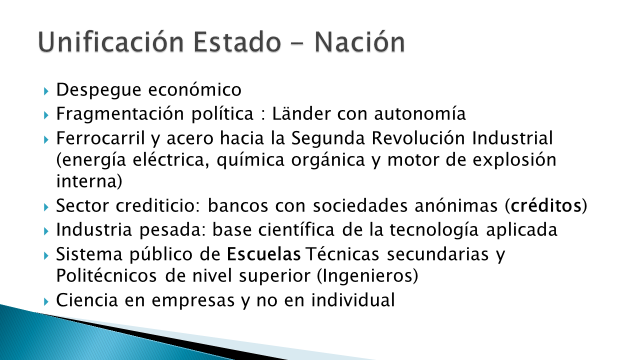 Unificación Estado – Nación
Despegue económico
Fragmentación política : Länder con autonomía
Ferrocarril y acero hacia la Segunda Revolución Industrial
(energía eléctrica, química orgánica y motor de explosión
interna)
Sector crediticio: bancos con sociedades anónimas (créditos)
Industria pesada: base científica de la tecnología aplicada
Sistema público de Escuelas Técnicas secundarias y
Politécnicos de nivel superior (Ingenieros)
Ciencia en empresas y no en individual